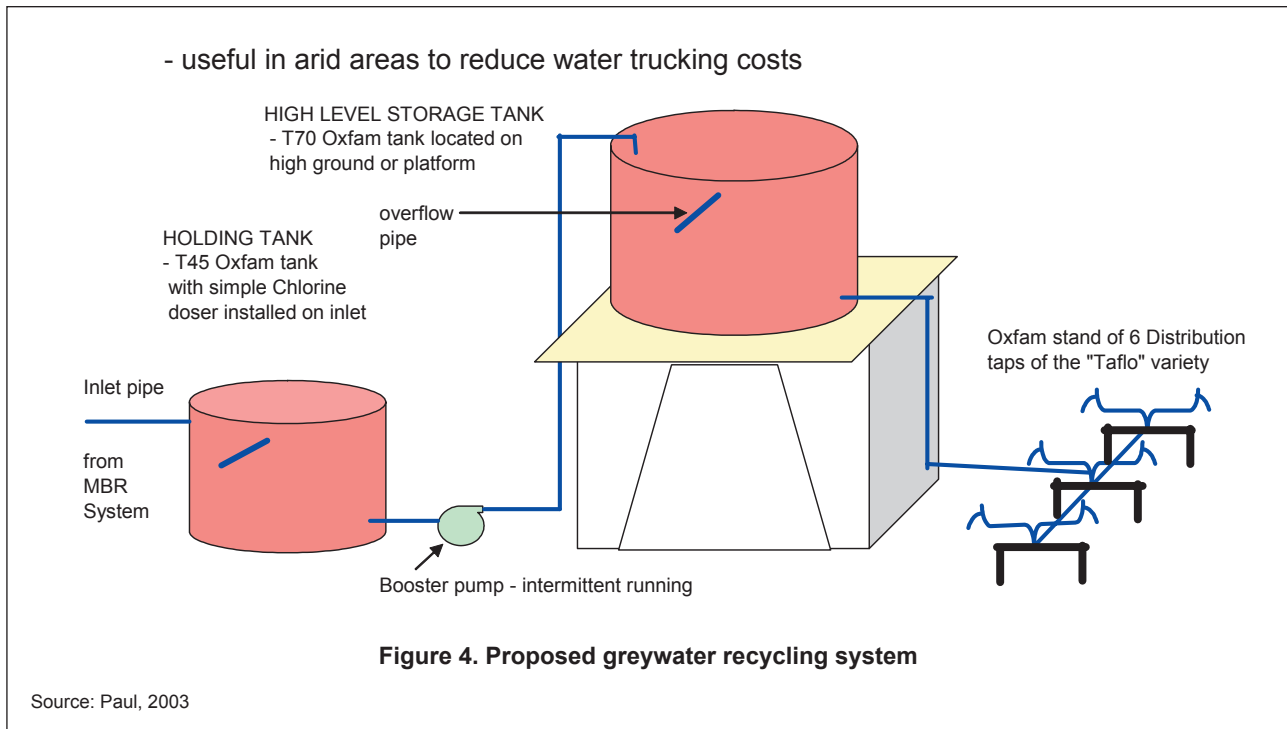 - useful in arid areas to reduce water trucking costs
HIGH LEVEL STORAGE TANK
- T70 Oxfam tank located on
high ground or platform
overflow
pipe
HOLDING TANK
- T45 Oxfam tank
with simple Chlorine
doser installed on inlet
Oxfam stand of 6 Distribution
taps of the "Taflo" variety
Inlet pipe
from
MBR
System
Booster pump - intermittent running
Figure 4. Proposed greywater recycling system
Source: Paul, 2003